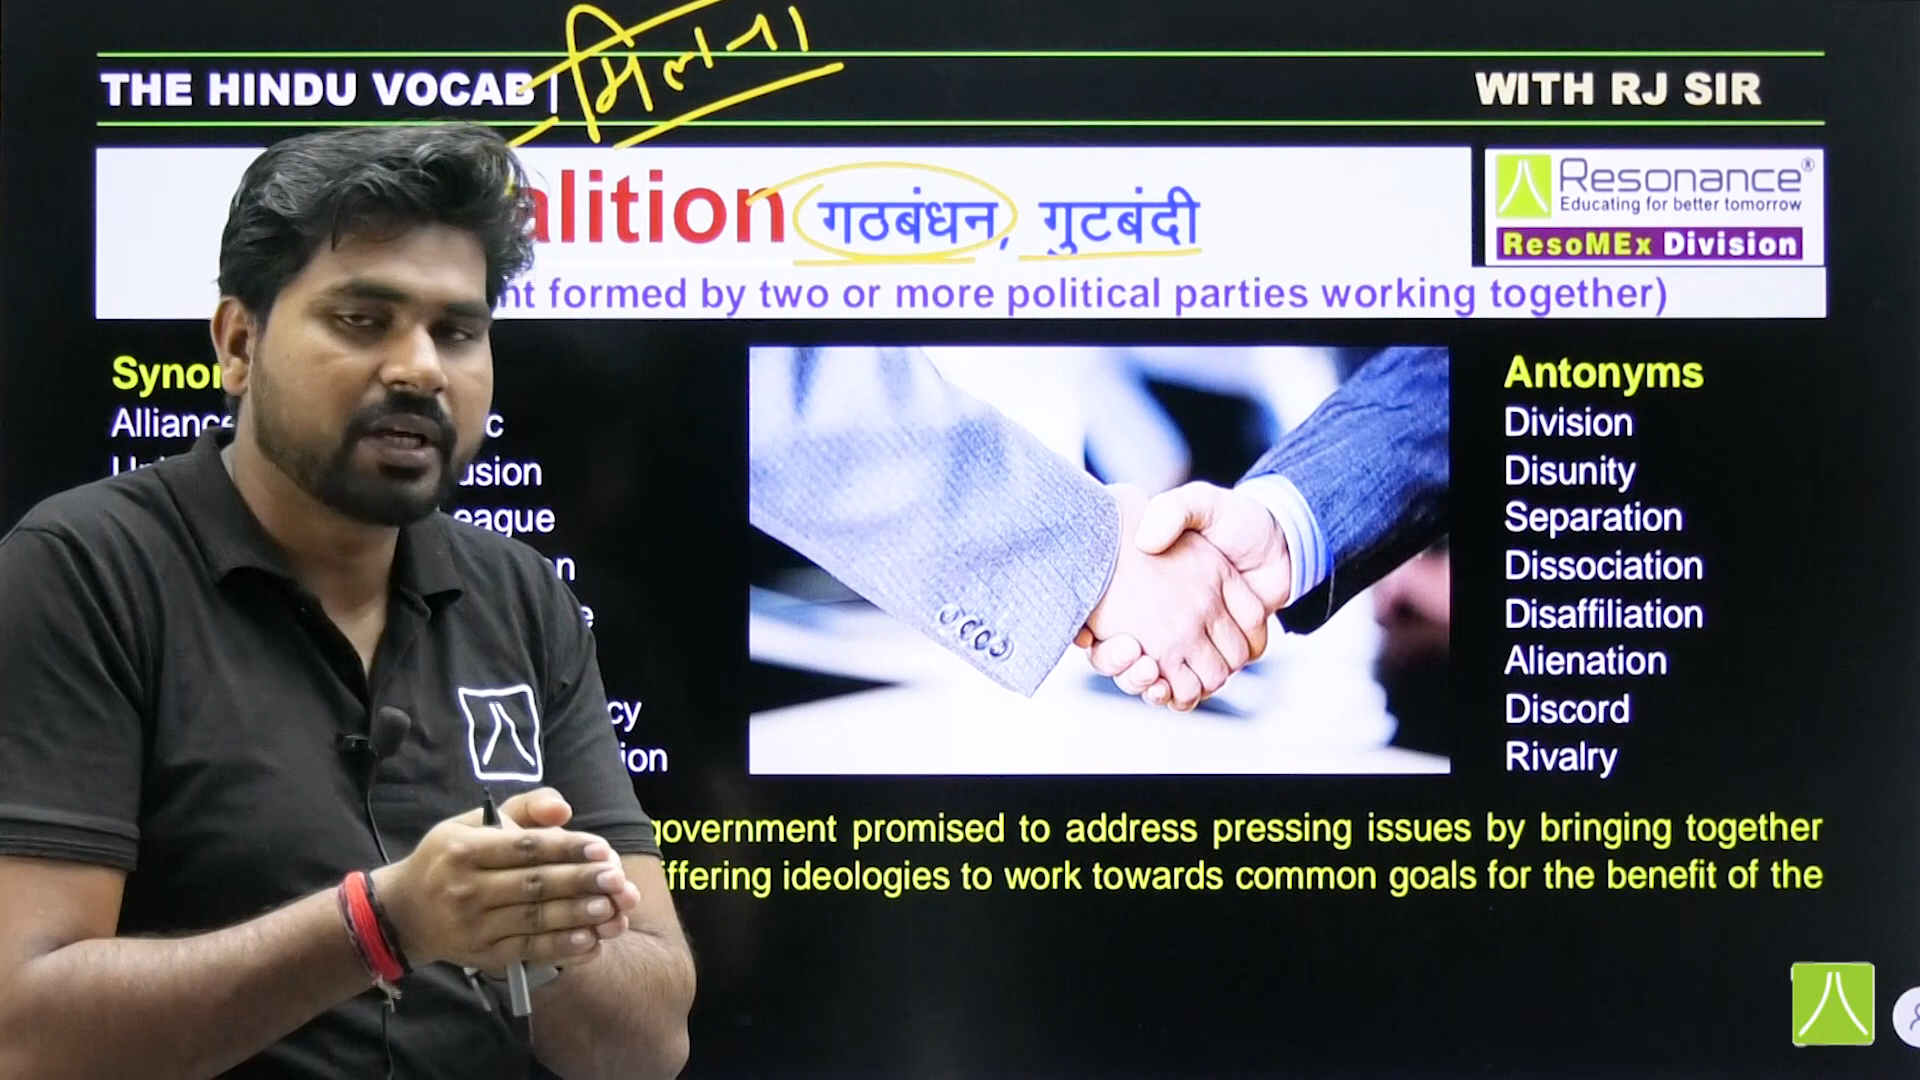 मिलाना
THE HINDU VOCAB |
WITH RJ SIR
alition गठबंधन, गुटबंदी
Resonance®
Educating for better tomorrow
ResoMEx Division
nt formed by two or more political parties working together)
Synon
Antonyms
Alliance
c
Division
usion
Disunity
eague
Separation
on
Dissociation
e
Disaffiliation
Alienation
cy
Discord
ion
Rivalry
government promised to address pressing issues by bringing together
iffering ideologies to work towards common goals for the benefit of the